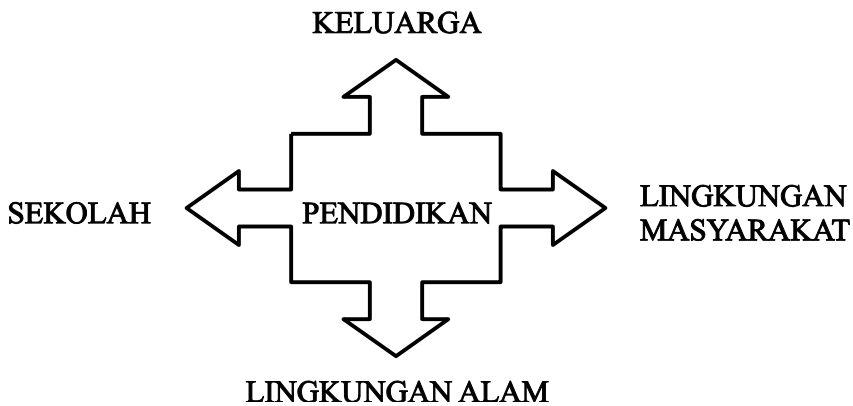 KELUARGA
SEKOLAH
PENDIDIKAN
LINGKUNGAN
MASYARAKAT
LINGKUNGAN ALAM